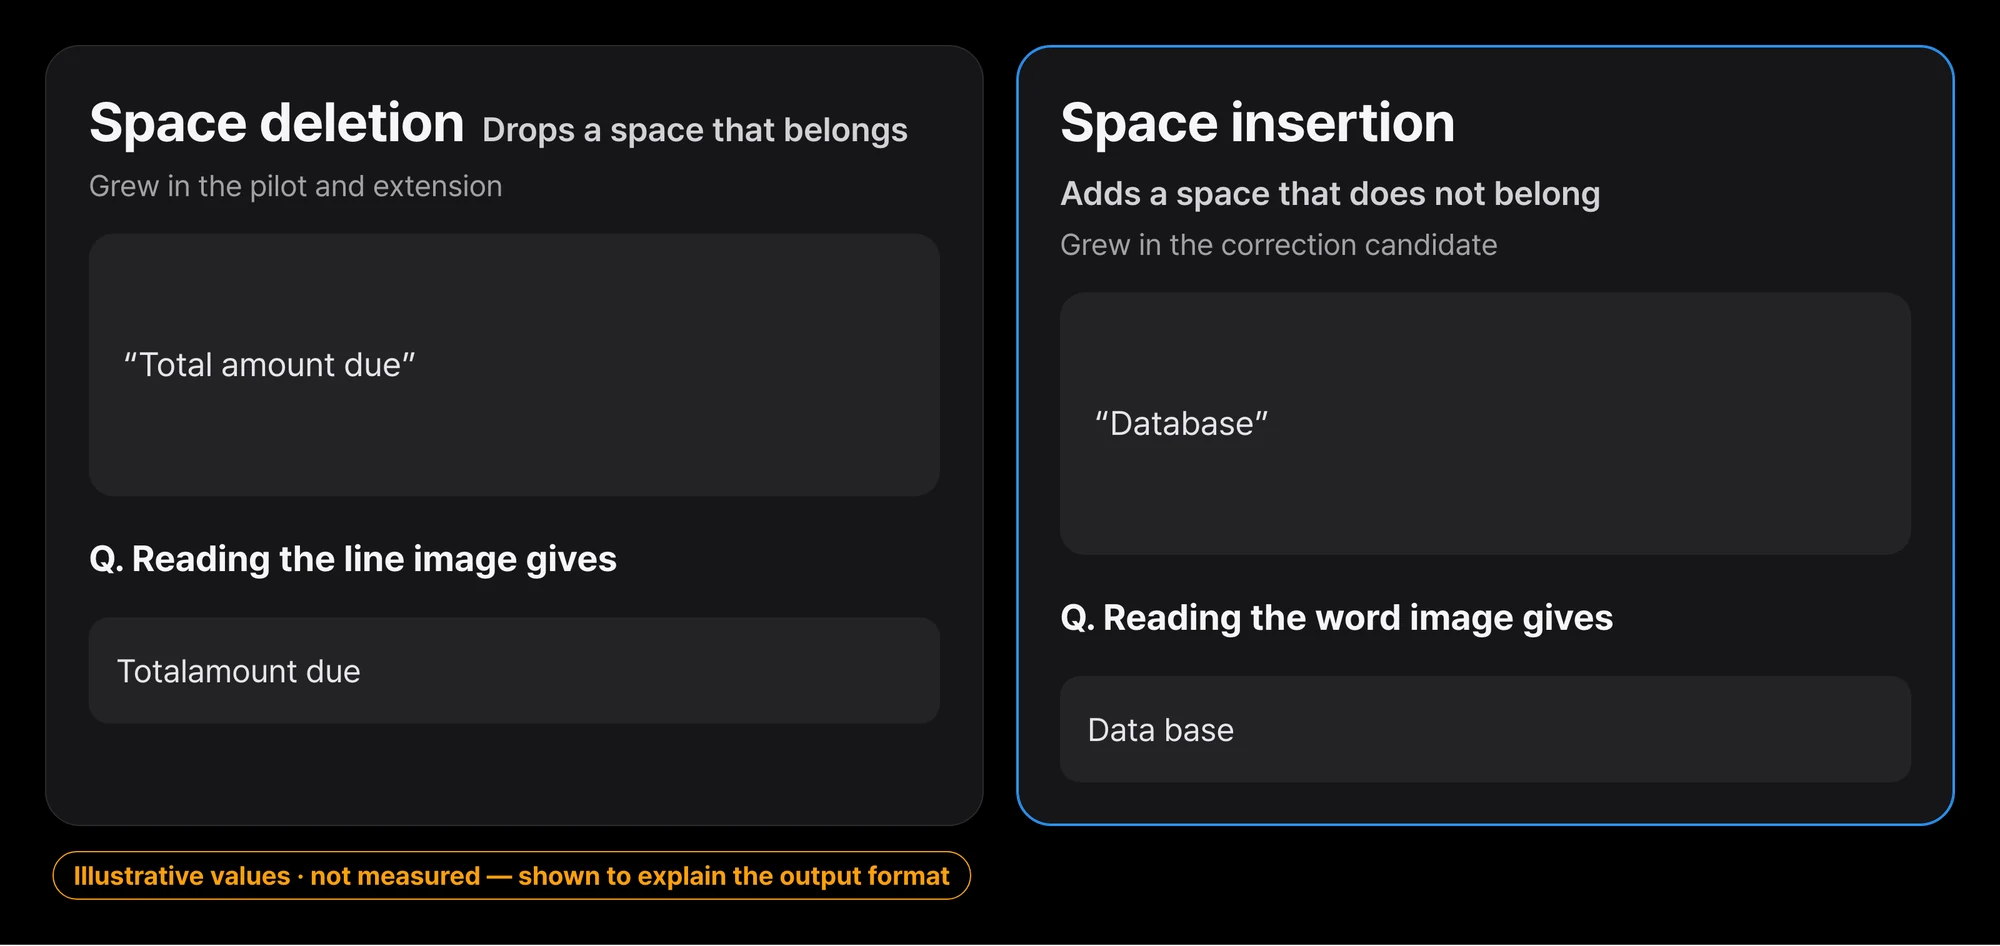 Space deletion Drops a space that belongs
Grew in the pilot and extension
“Total amount due”
Q. Reading the line image gives
Totalamount due
Space insertion
Adds a space that does not belong
Grew in the correction candidate
“Database”
Q. Reading the word image gives
Data base
Illustrative values · not measured — shown to explain the output format